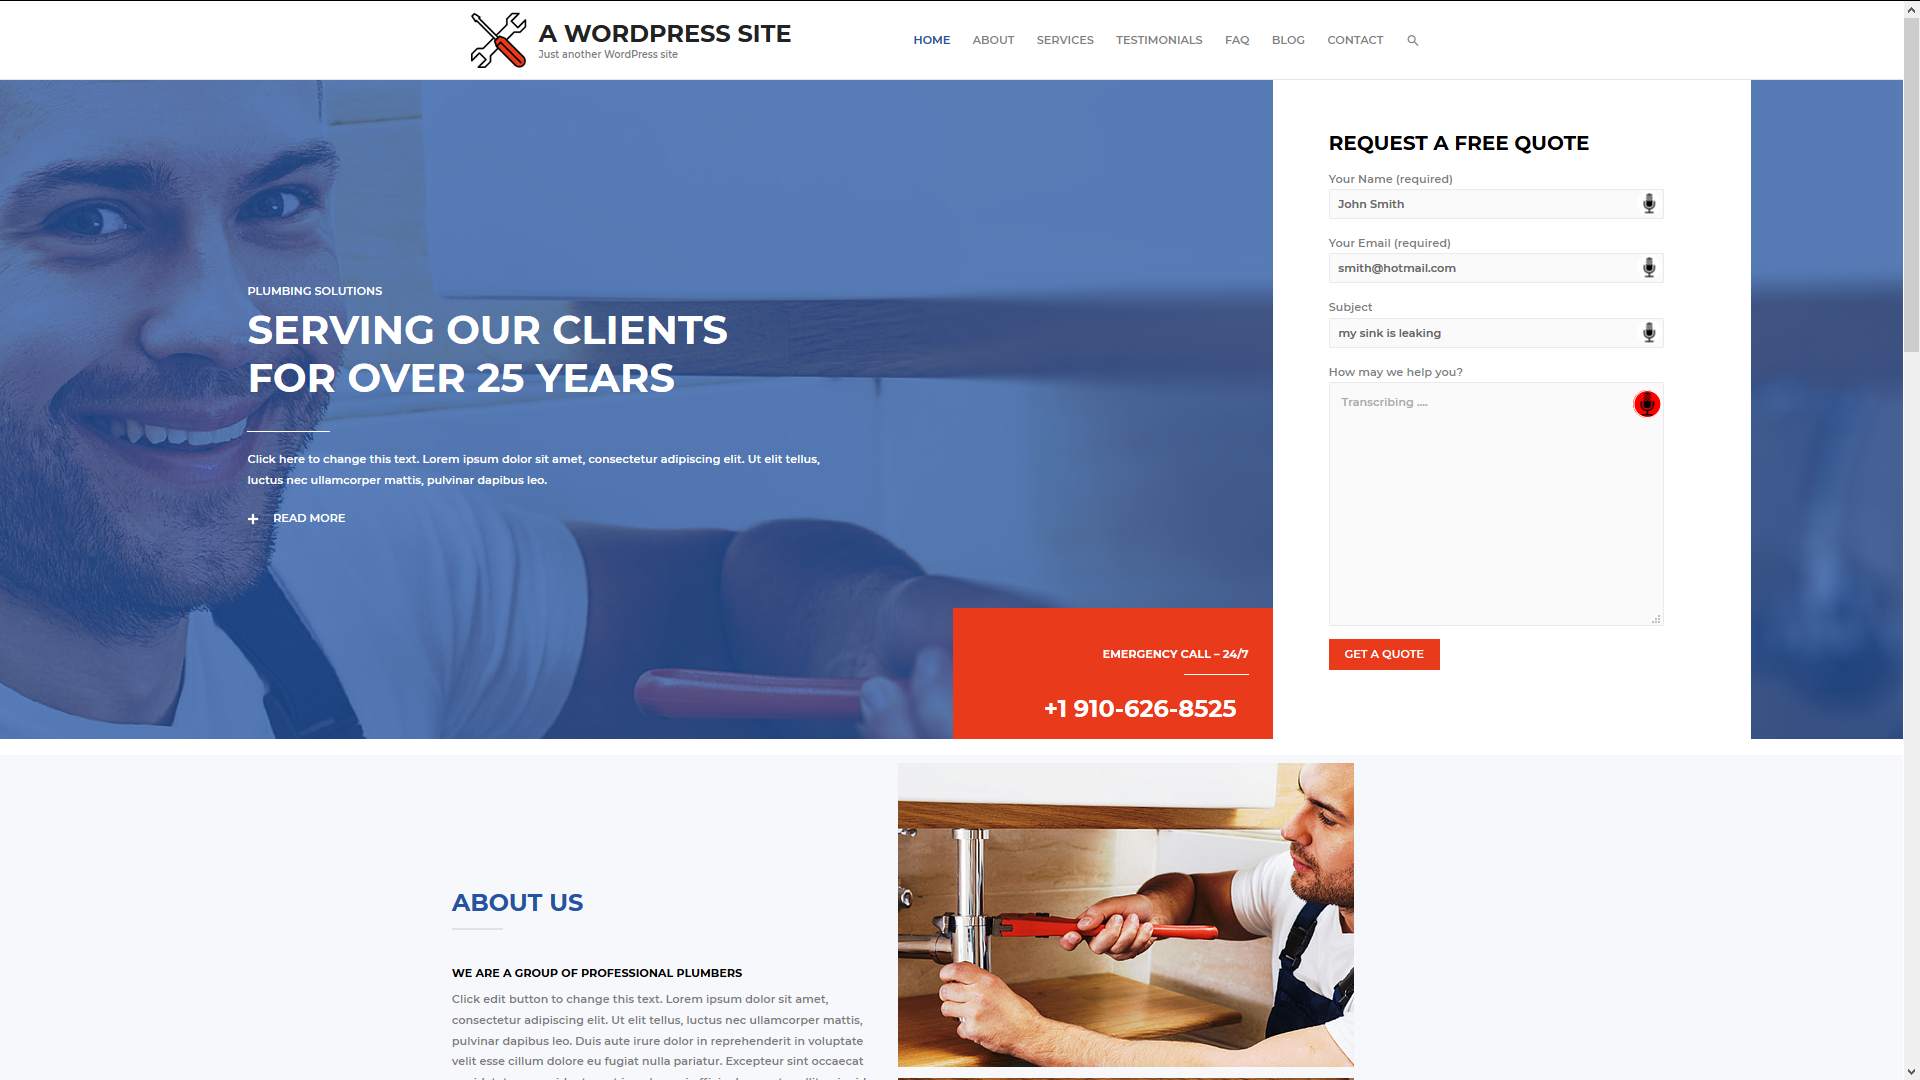 A WORDPRESS SITE
Just another WordPress site
HOME ABOUT SERVICES TESTIMONIALS FAQ BLOG CONTACT
PLUMBING SOLUTIONS
SERVING OUR CLIENTS
FOR OVER 25 YEARS
Click here to change this text. Lorem ipsum dolor sit amet, consectetur adipiscing elit. Ut elit tellus,
luctus nec ullamcorper mattis, pulvinar dapibus leo.
+ READ MORE
EMERGENCY CALL – 24/7
+1 910-626-8525
REQUEST A FREE QUOTE
Your Name (required)
John Smith
Your Email (required)
smith@hotmail.com
Subject
my sink is leaking
How may we help you?
Transcribing ....
GET A QUOTE
ABOUT US
WE ARE A GROUP OF PROFESSIONAL PLUMBERS
Click edit button to change this text. Lorem ipsum dolor sit amet,
consectetur adipiscing elit. Ut elit tellus, luctus nec ullamcorper mattis,
pulvinar dapibus leo. Duis aute irure dolor in reprehenderit in voluptate
velit esse cillum dolore eu fugiat nulla pariatur. Excepteur sint occaecat